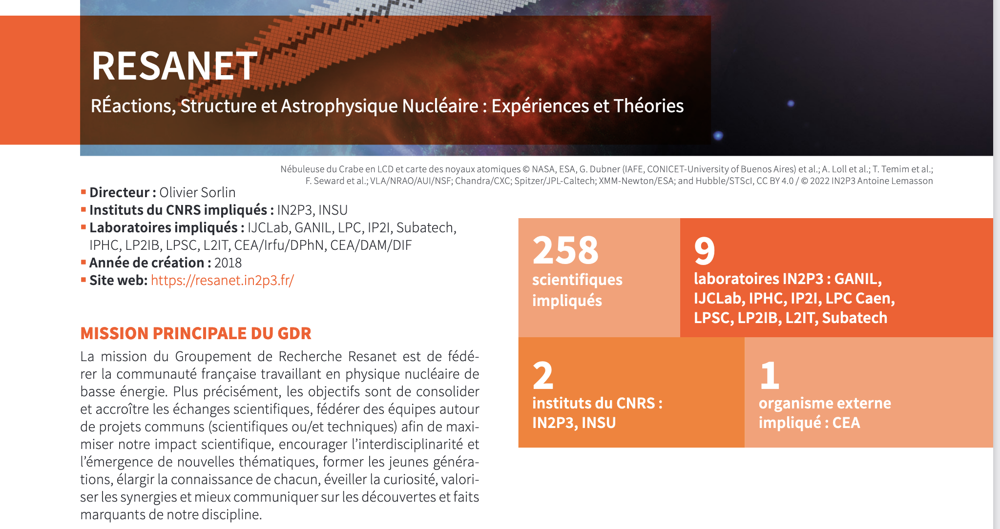 RESANET
RÉactions, Structure et Astrophysique Nucléaire : Expériences et Théories
Nébuleuse du Crabe en LCD et carte des noyaux atomiques © NASA, ESA, G. Dubner (IAFE, CONICET-University of Buenos Aires) et al.; A. Loll et al.; T. Temim et al.;
F. Seward et al.; VLA/NRAO/AUI/NSF; Chandra/CXC; Spitzer/JPL-Caltech; XMM-Newton/ESA; and Hubble/STScI, CC BY 4.0 / © 2022 IN2P3 Antoine Lemasson
▪ Directeur : Olivier Sorlin
▪ Instituts du CNRS impliqués : IN2P3, INSU
▪ Laboratoires impliqués : IJCLab, GANIL, LPC, IP2I, Subatech,
IPHC, LP2IB, LPSC, L2IT, CEA/Irfu/DPhN, CEA/DAM/DIF
▪ Année de création : 2018
▪ Site web: https://resanet.in2p3.fr/
MISSION PRINCIPALE DU GDR
La mission du Groupement de Recherche Resanet est de fédé-
rer la communauté française travaillant en physique nucléaire de
basse énergie. Plus précisément, les objectifs sont de consolider
et accroître les échanges scientifiques, fédérer des équipes autour
de projets communs (scientifiques ou/et techniques) afin de maxi-
miser notre impact scientifique, encourager l'interdisciplinarité et
l'émergence de nouvelles thématiques, former les jeunes généra-
tions, élargir la connaissance de chacun, éveiller la curiosité, valori-
ser les synergies et mieux communiquer sur les découvertes et faits
marquants de notre discipline.
258
scientifiques
impliqués
9
laboratoires IN2P3 : GANIL,
IJCLab, IPHC, IP2I, LPC Caen,
LPSC, LP2IB, L2IT, Subatech
2
instituts du CNRS :
IN2P3, INSU
1
organisme externe
impliqué : CEA